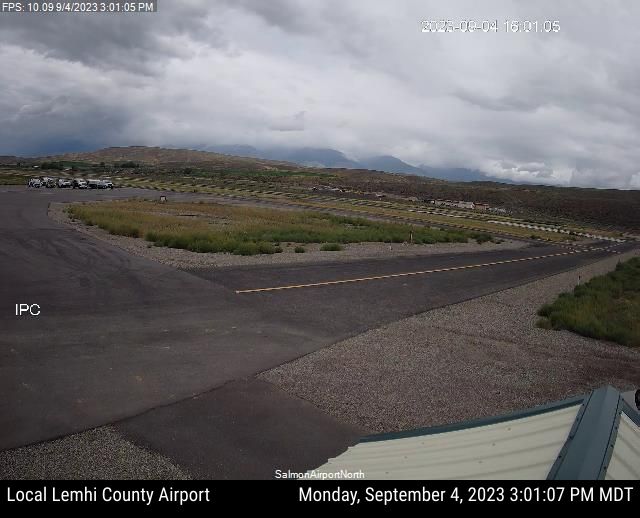 FPS: 10.09 9/4/2023 3:01:05 PM
2023-09-04 15:01:05
IPC
SalmonAirportNorth
Local Lemhi County Airport
Monday, September 4, 2023 3:01:07 PM MDT